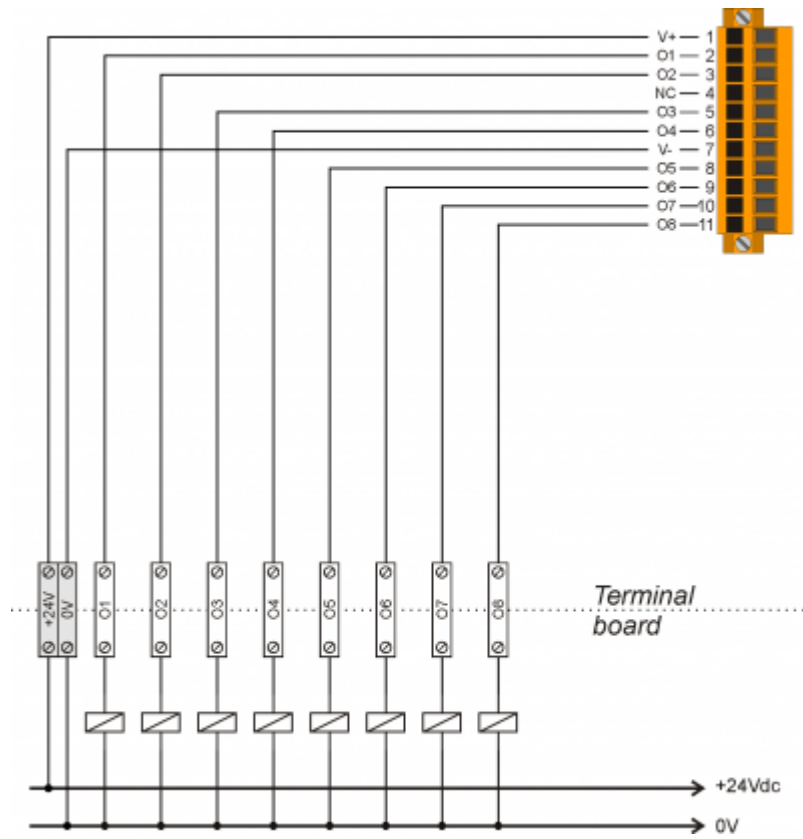 V+ — 1
O1 — 2
O2 — 3
NC — 4
O3 — 5
O4 — 6
V- — 7
O5 — 8
O6 — 9
O7 — 10
O8 — 11
+24V
0V
O1
O2
O3
O4
O5
O6
O7
O8
Terminal
board
+24Vdc
0V